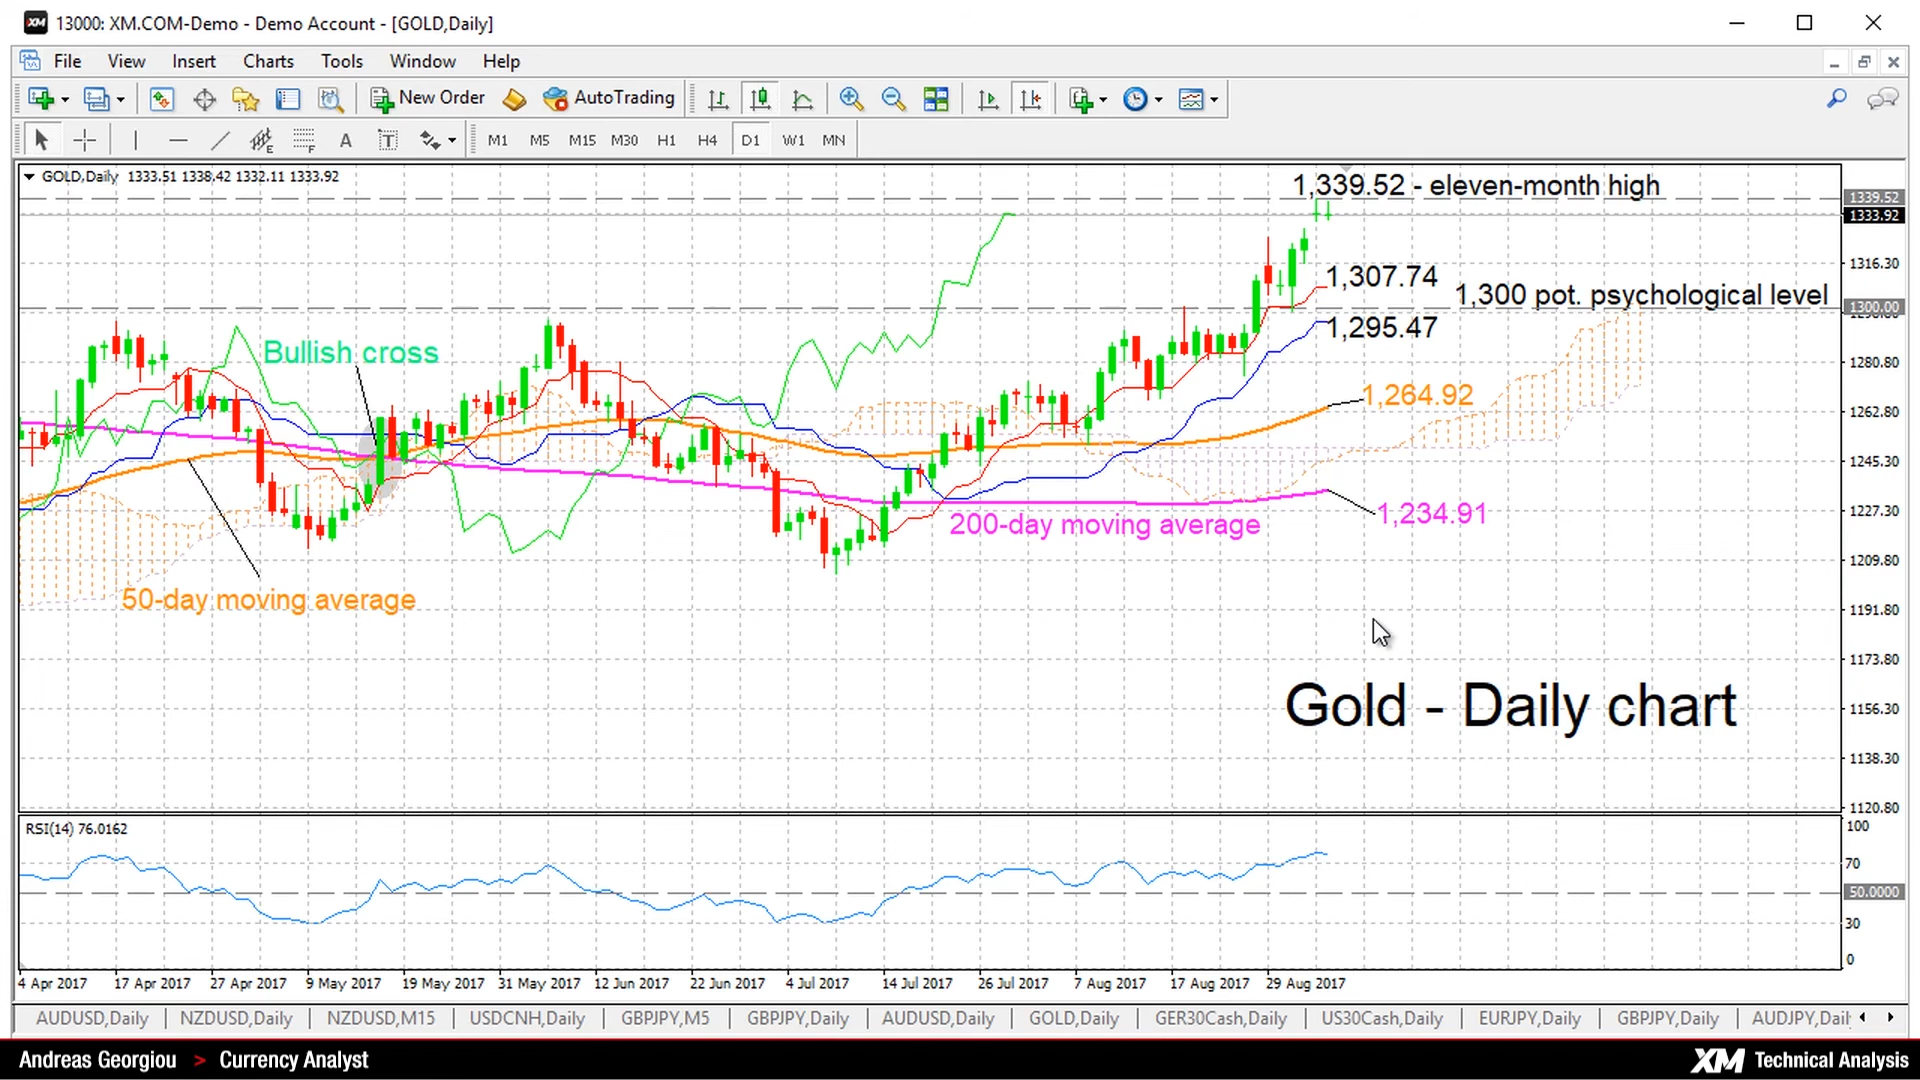 XM 13000: XM.COM-Demo - Demo Account - [GOLD,Daily]
File View Insert Charts Tools Window Help
New Order AutoTrading
E F A T M1 M5 M15 M30 H1 H4 D1 W1 MN
GOLD,Daily 1333.51 1338.42 1332.11 1333.92
1,339.52 - eleven-month high
1339.52
1333.92
1316.30
1,307.74
1,300 pot. psychological level
1300.00
1,295.47
Bullish cross
1280.80
1,264.92
1262.80
1245.30
1,234.91
1227.30
200-day moving average
1209.80
50-day moving average
1191.80
1173.80
Gold - Daily chart
1156.30
1138.30
1120.80
RSI(14) 76.0162
100
70
50.0000
30
0
4 Apr 2017 17 Apr 2017 27 Apr 2017 9 May 2017 19 May 2017 31 May 2017 12 Jun 2017 22 Jun 2017 4 Jul 2017 14 Jul 2017 26 Jul 2017 7 Aug 2017 17 Aug 2017 29 Aug 2017
AUDUSD,Daily | NZDUSD,Daily | NZDUSD,M15 | USDCNH,Daily | GBPJPY,M5 | GBPJPY,Daily | AUDUSD,Daily | GOLD,Daily | GER30Cash,Daily | US30Cash,Daily | EURJPY,Daily | GBPJPY,Daily | AUDJPY,Dail
Andreas Georgiou > Currency Analyst XM Technical Analysis